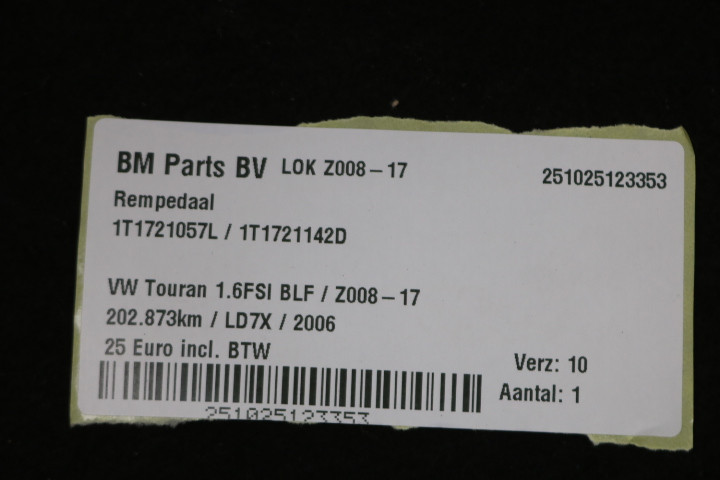 BM Parts BV LOK Z008-17 251025123353
Rempedaal
1T1721057L / 1T1721142D
VW Touran 1.6FSI BLF / Z008-17
202.873km / LD7X / 2006
25 Euro incl. BTW
Verz: 10
Aantal: 1
251025123353